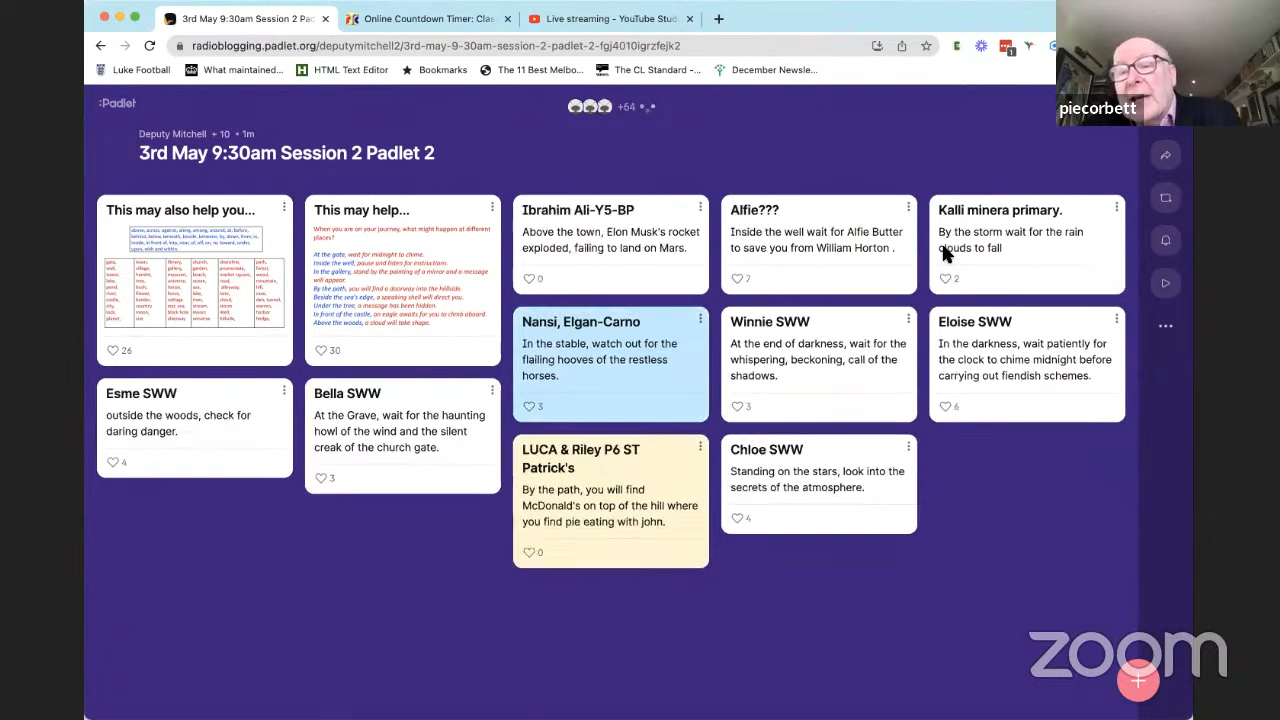 3rd May 9:30am Session 2 Pad
Online Countdown Timer: Clas
Live streaming - YouTube Stud
radioblogging.padlet.org/deputymitchell2/3rd-may-9-30am-session-2-padlet-2-fgj4010igrzfejk2
Luke Football
What maintained...
HTML Text Editor
Bookmarks
The 11 Best Melbo...
The CL Standard -...
December Newsle...
piecorbett
:Padlet
+64
Deputy Mitchell +10 • 1m
3rd May 9:30am Session 2 Padlet 2
This may also help you...
26
This may help...
When you are on your journey, what might happen at different
places?
At the gate, wait for midnight to chime.
Inside the well, pause and listen for instructions.
In the gallery, stand by the painting of a mirror and a message
will appear.
By the path, you will find a doorway into the hillside.
Beside the sea's edge, a speaking shell will direct you.
Under the tree, a message has been hidden.
In front of the castle, an eagle awaits for you to climb aboard.
Above the woods, a cloud will take shape.
30
Ibrahim Ali-Y5-BP
Above the town, Elon Musk's rocket
exploded, falling to land on Mars.
0
Alfie???
Inside the well wait for Alfie Butter
to save you from William Horton .
7
Kalli minera primary.
By the storm wait for the rain
clouds to fall
2
Nansi, Elgan-Carno
In the stable, watch out for the
flailing hooves of the restless
horses.
3
Winnie SWW
At the end of darkness, wait for the
whispering, beckoning, call of the
shadows.
3
Eloise SWW
In the darkness, wait patiently for
the clock to chime midnight before
carrying out fiendish schemes.
6
Esme SWW
outside the woods, check for
daring danger.
4
Bella SWW
At the Grave, wait for the haunting
howl of the wind and the silent
creak of the church gate.
3
LUCA & Riley P6 ST
Patrick's
By the path, you will find
McDonald's on top of the hill where
you find pie eating with john.
0
Chloe SWW
Standing on the stars, look into the
secrets of the atmosphere.
4
zoom